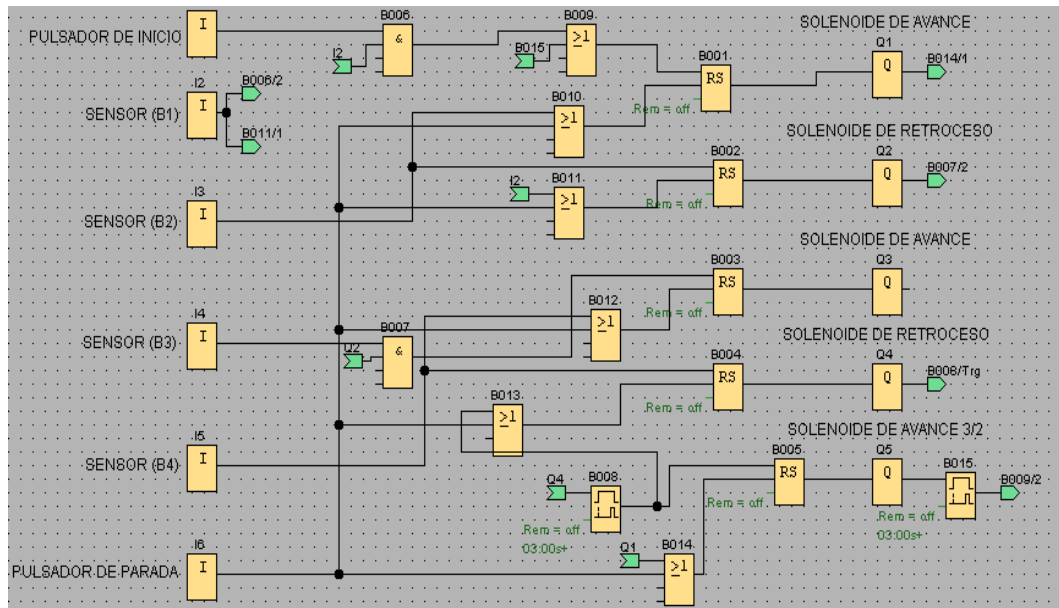 B006 B009 SOLENOIDE DE AVANCE
PULSADOR DE INICIO I & >1 Q1
I2 B015 B001 Q B014/1
I2 B006/2 RS
SENSOR (B1) I B010 Rem = off
B011/1 >1 SOLENOIDE DE RETROCESO
B002 Q2
I3 I2 B011 RS Q B007/2
SENSOR (B2) I >1 Rem = off
SOLENOIDE DE AVANCE
B003 Q3
I4 B012 RS Q
SENSOR (B3) I B007 >1 Rem = off
Q2 & SOLENOIDE DE RETROCESO
B004 Q4
B013 RS Q B008/Trg
I5 >1 Rem = off
SENSOR (B4) I SOLENOIDE DE AVANCE 3/2
B005 Q5 B015
Q4 B008 RS Q B009/2
Rem = off Rem = off Rem = off
03:00s+ 03:00s+
I6 Q1 B014
PULSADOR DE PARADA I >1